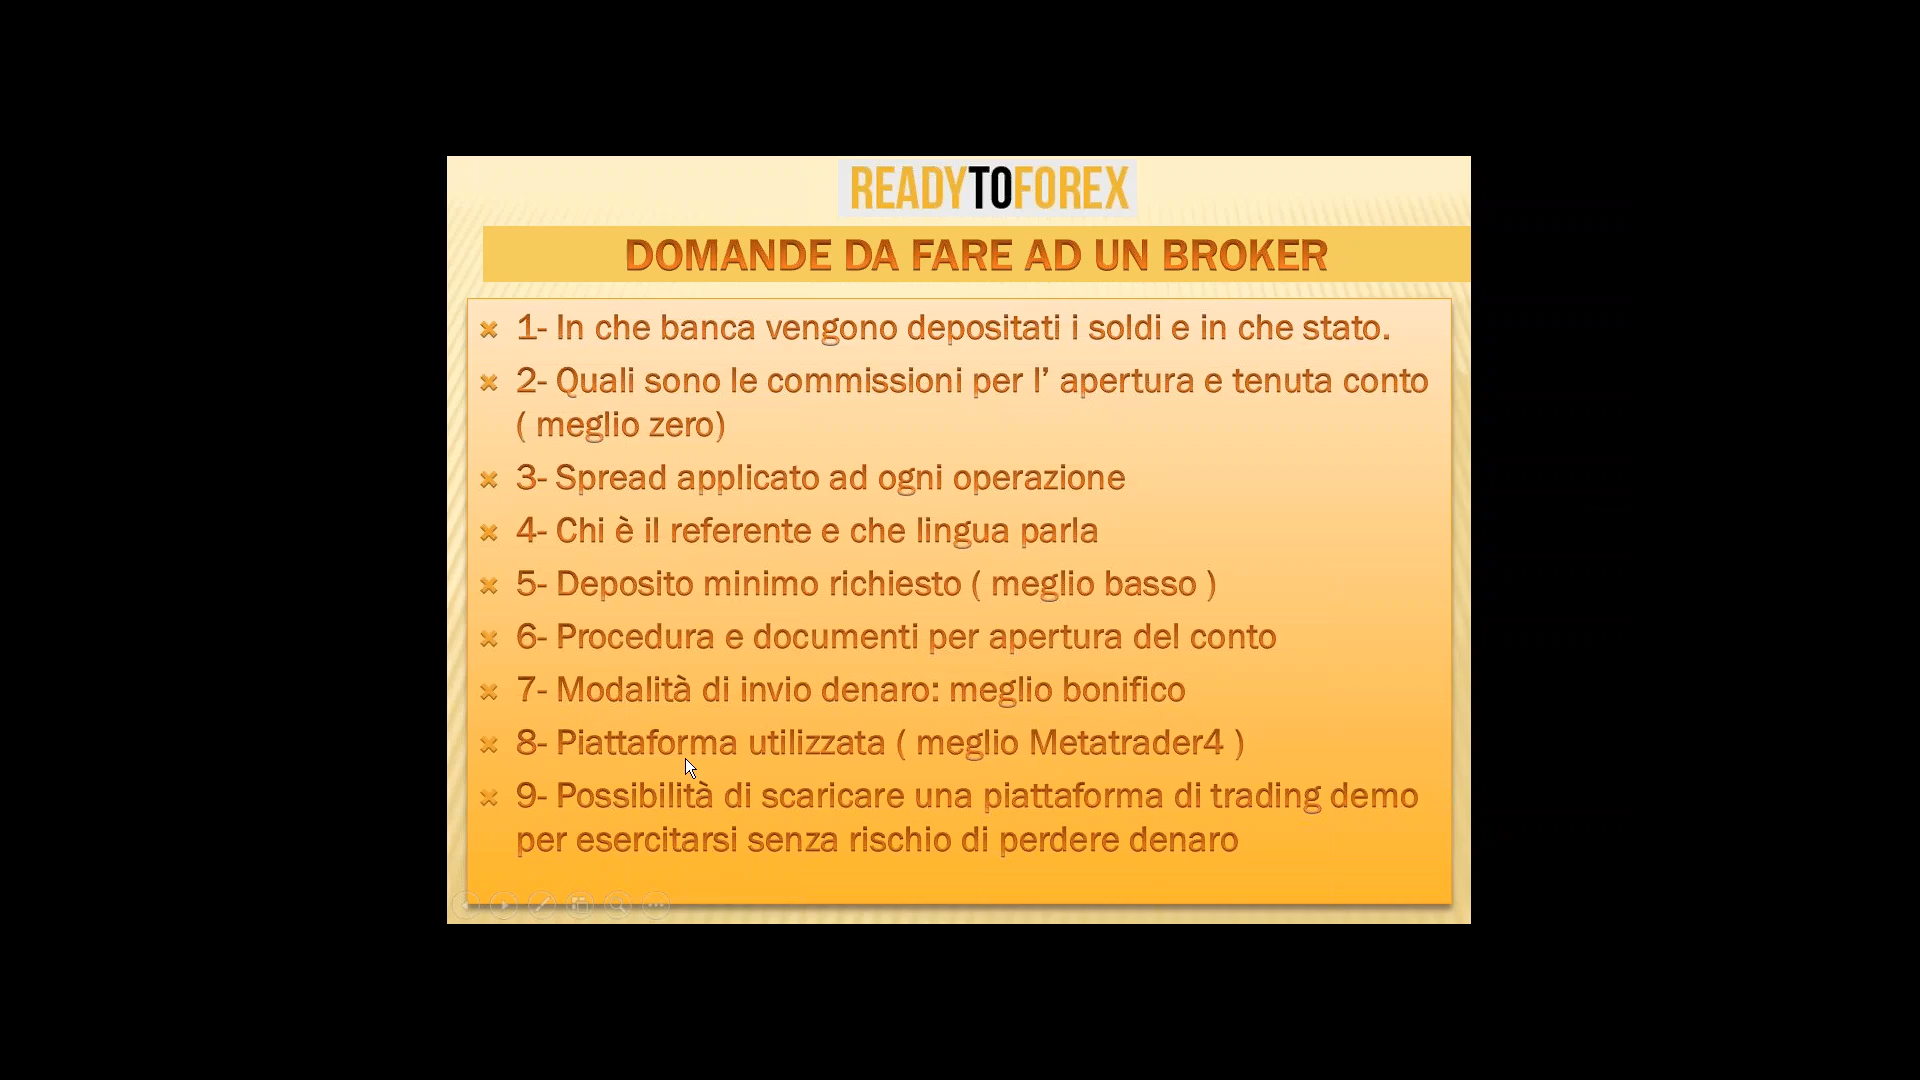 READYTOFOREX
DOMANDE DA FARE AD UN BROKER
1- In che banca vengono depositati i soldi e in che stato.
2- Quali sono le commissioni per l’ apertura e tenuta conto
( meglio zero)
3- Spread applicato ad ogni operazione
4- Chi è il referente e che lingua parla
5- Deposito minimo richiesto ( meglio basso )
6- Procedura e documenti per apertura del conto
7- Modalità di invio denaro: meglio bonifico
8- Piattaforma utilizzata ( meglio Metatrader4 )
9- Possibilità di scaricare una piattaforma di trading demo
per esercitarsi senza rischio di perdere denaro